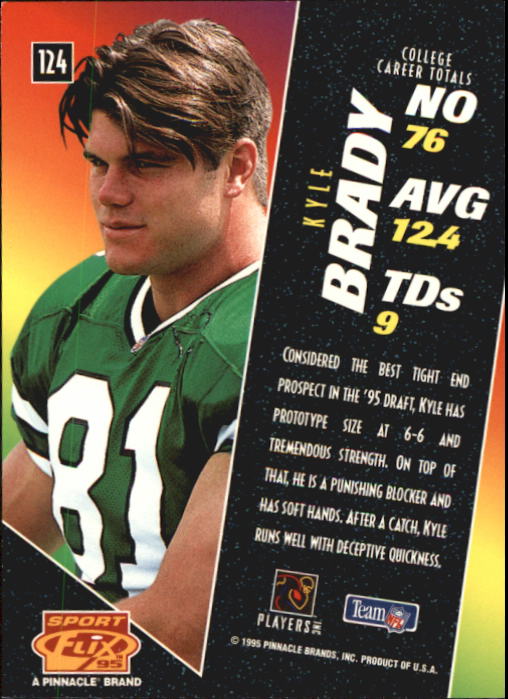 124
COLLEGE
CAREER TOTALS
KYLE
BRADY
NO
76
AVG
12.4
TDs
9
CONSIDERED THE BEST TIGHT END
PROSPECT IN THE '95 DRAFT, KYLE HAS
PROTOTYPE SIZE AT 6-6 AND
TREMENDOUS STRENGTH. ON TOP OF
THAT, HE IS A PUNISHING BLOCKER AND
HAS SOFT HANDS. AFTER A CATCH, KYLE
RUNS WELL WITH DECEPTIVE QUICKNESS.
81
PLAYERS INC.
Team NFL
SPORT
FLIX™
95
A PINNACLE® BRAND
© 1995 PINNACLE BRANDS, INC. PRODUCT OF U.S.A.